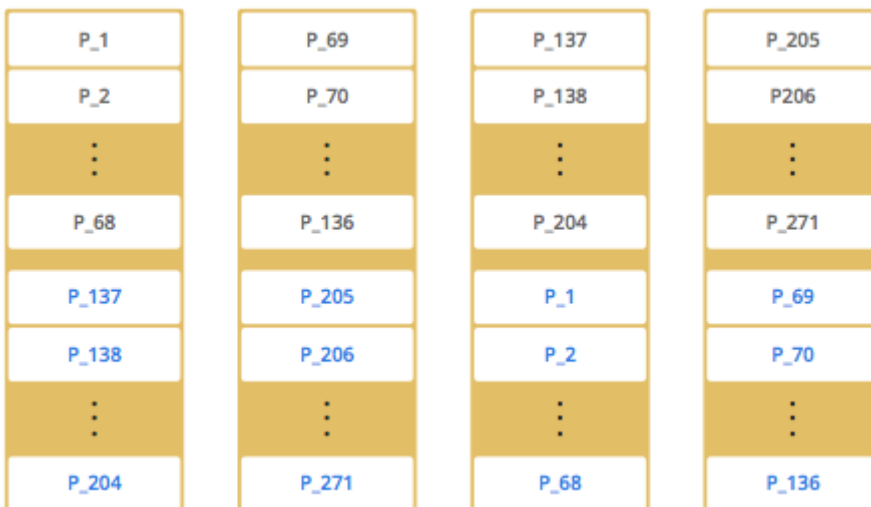 P_1 P_69 P_137 P_205
P_2 P_70 P_138 P206
P_68 P_136 P_204 P_271
P_137 P_205 P_1 P_69
P_138 P_206 P_2 P_70
P_204 P_271 P_68 P_136